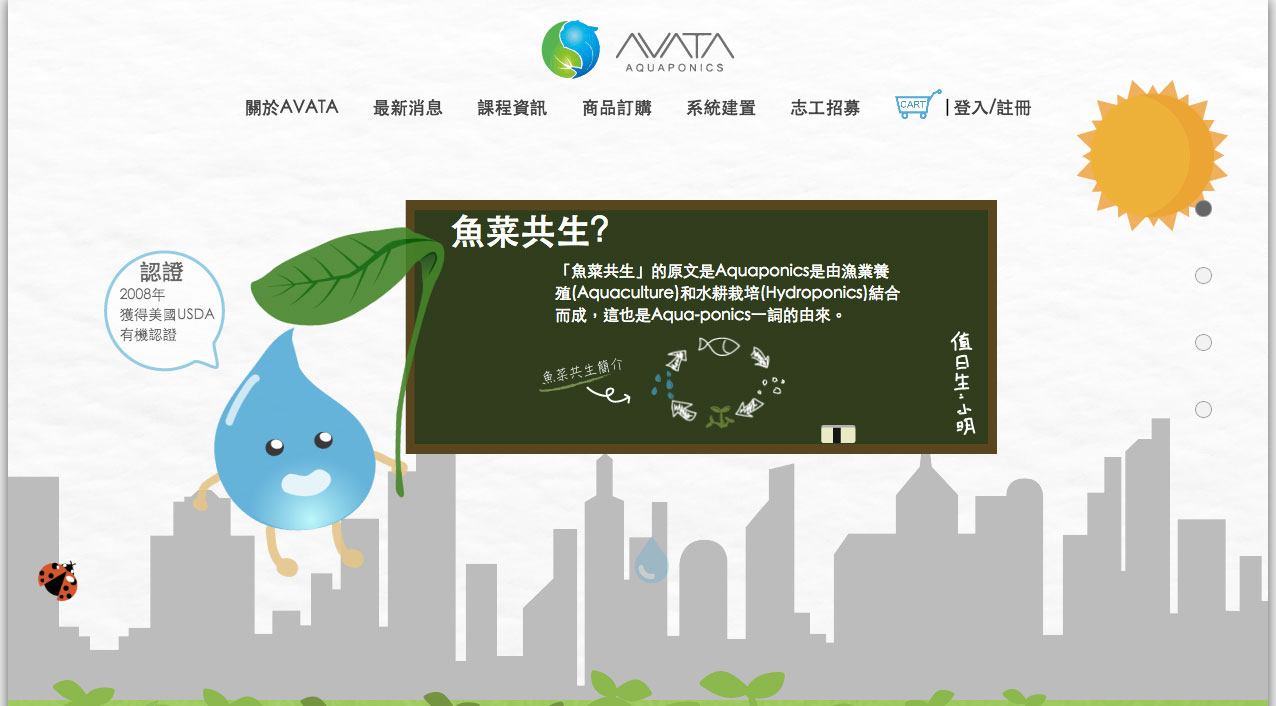 AVATA
AQUAPONICS
關於AVATA
最新消息
課程資訊
商品訂購
系統建置
志工招募
CART
| 登入/註冊
魚菜共生?
「魚菜共生」的原文是Aquaponics是由漁業養
殖(Aquaculture)和水耕栽培(Hydroponics)結合
而成，這也是Aqua-ponics一詞的由來。
認證
2008年
獲得美國USDA
有機認證
魚菜共生簡介
值日生:小明